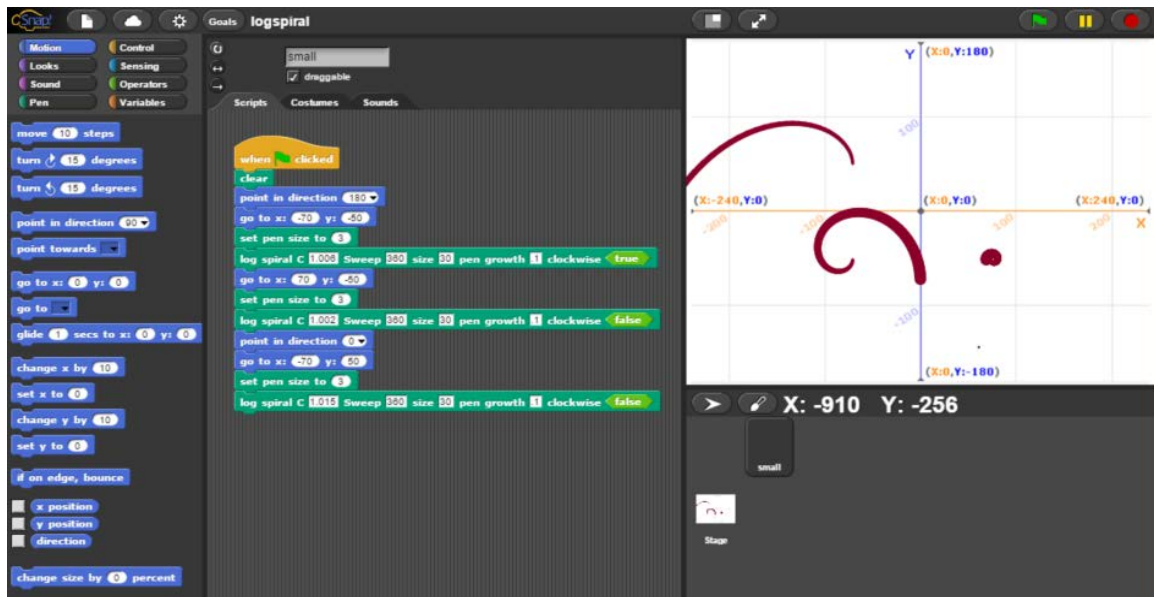 cSnap!
Goals logspiral
Motion Control
Looks Sensing
Sound Operators
Pen Variables
move 10 steps
turn 15 degrees
turn 15 degrees
point in direction 90
point towards
go to x: 0 y: 0
go to
glide 1 secs to x: 0 y: 0
change x by 10
set x to 0
change y by 10
set y to 0
if on edge, bounce
x position
y position
direction
change size by 0 percent
small
draggable
Scripts Costumes Sounds
when clicked
clear
point in direction 180
go to x: -70 y: -50
set pen size to 3
log spiral C 1.006 Sweep 360 size 30 pen growth 1 clockwise true
go to x: 70 y: -50
set pen size to 3
log spiral C 1.002 Sweep 360 size 30 pen growth 1 clockwise false
point in direction 0
go to x: -70 y: 50
set pen size to 3
log spiral C 1.015 Sweep 360 size 30 pen growth 1 clockwise false
Y (X:0,Y:180)
100
(X:-240,Y:0) (X:0,Y:0) (X:240,Y:0)
-200 -100 100 200 X
-100
(X:0,Y:-180)
X: -910 Y: -256
small
Stage